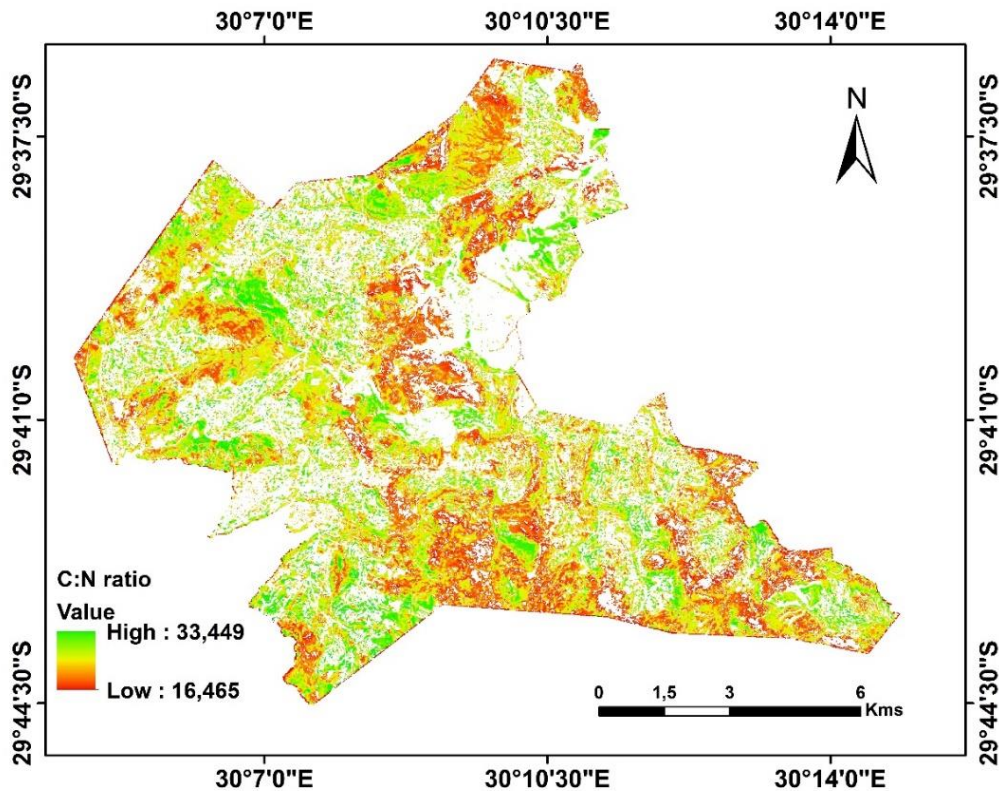 30°7'0"E 30°10'30"E 30°14'0"E
N
29°37'30"S 29°37'30"S
29°41'0"S 29°41'0"S
C:N ratio
Value
High : 33,449
Low : 16,465
0 1,5 3 6
Kms
29°44'30"S 29°44'30"S
30°7'0"E 30°10'30"E 30°14'0"E